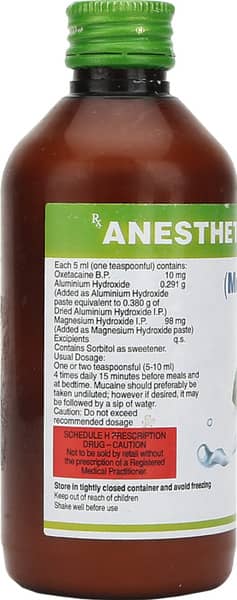 Rx ANESTHET
(M
Each 5 ml (one teaspoonful) contains:
Oxetacaine B.P. 10 mg
Aluminium Hydroxide 0.291 g
(Added as Aluminium Hydroxide
paste equivalent to 0.380 g of
Dried Aluminium Hydroxide I.P.)
Magnesium Hydroxide I.P. 98 mg
(Added as Magnesium Hydroxide paste)
Excipients q.s.
Contains Sorbitol as sweetener.
Usual Dosage:
One or two teaspoonsful (5-10 ml)
4 times daily 15 minutes before meals and
at bedtime. Mucaine should preferably be
taken undiluted; however if desired, it may
be followed by a sip of water.
Caution: Do not exceed
recommended dosage
SCHEDULE H PRESCRIPTION
DRUG – CAUTION
Not to be sold by retail without
the prescription of a Registered
Medical Practitioner.
Store in tightly closed container and avoid freezing
Keep out of reach of children
Shake well before use